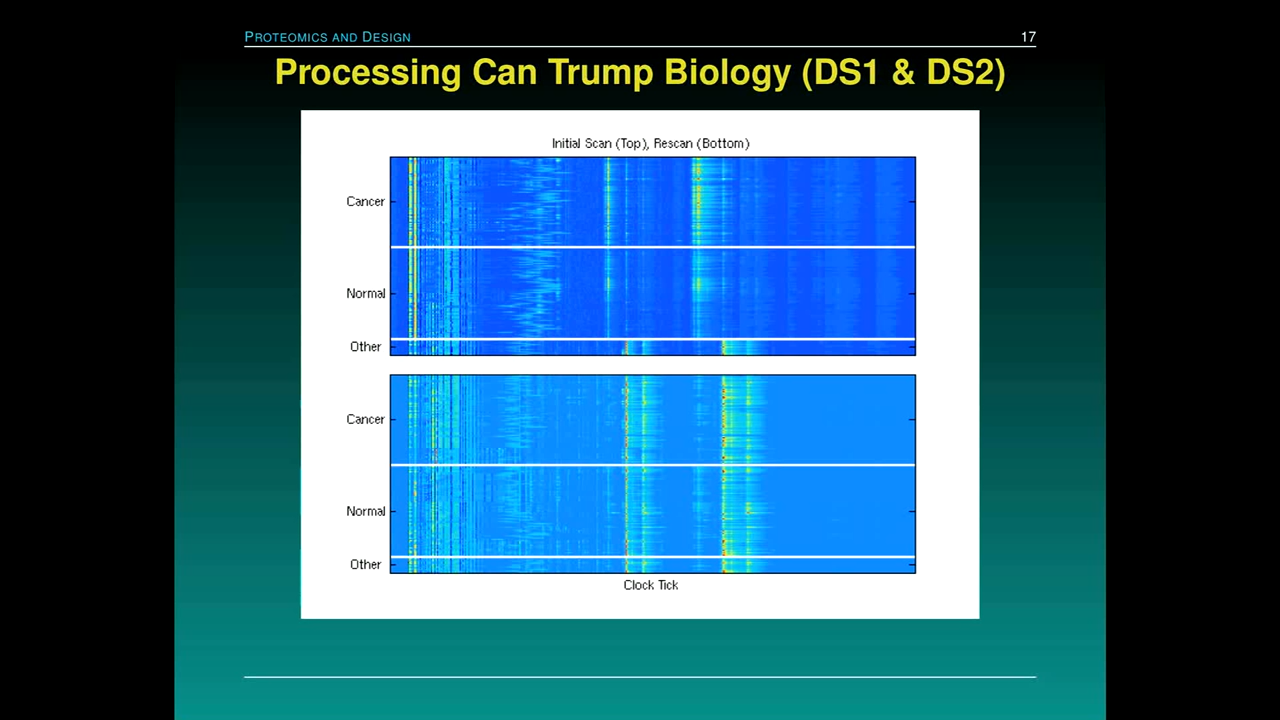 PROTEOMICS AND DESIGN 17
Processing Can Trump Biology (DS1 & DS2)
Initial Scan (Top), Rescan (Bottom)
Cancer
Normal
Other
Cancer
Normal
Other
Clock Tick